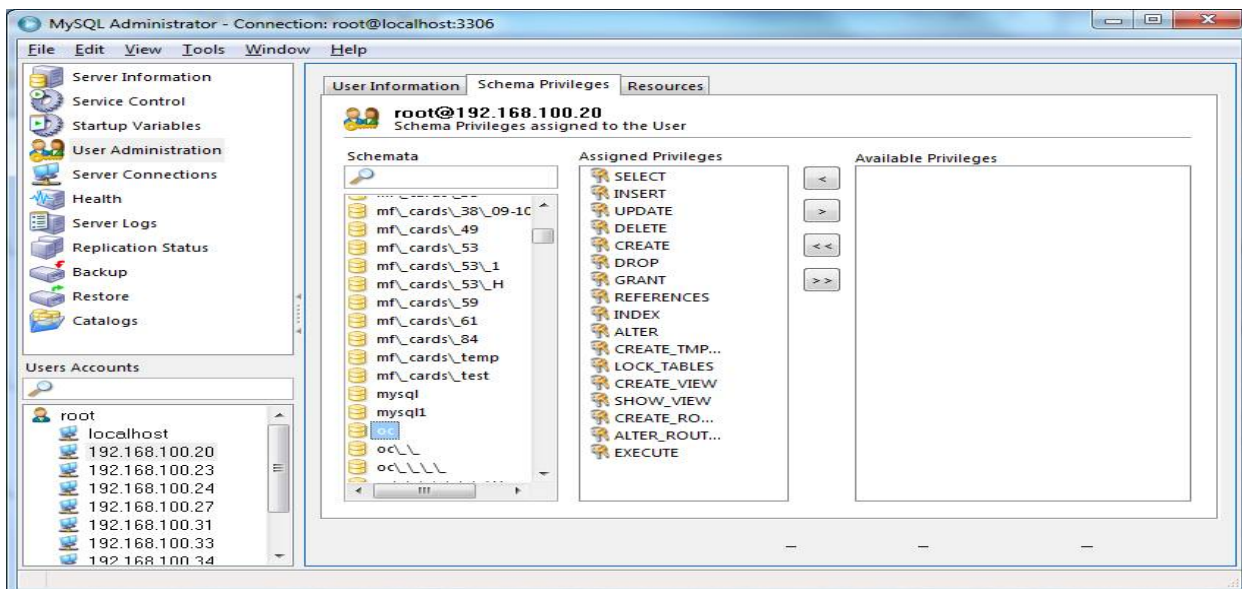 MySQL Administrator - Connection: root@localhost:3306
File Edit View Tools Window Help
Server Information
Service Control
Startup Variables
User Administration
Server Connections
Health
Server Logs
Replication Status
Backup
Restore
Catalogs
Users Accounts
root
localhost
192.168.100.20
192.168.100.23
192.168.100.24
192.168.100.27
192.168.100.31
192.168.100.33
192.168.100.34
User Information Schema Privileges Resources
root@192.168.100.20
Schema Privileges assigned to the User
Schemata
mf\_cards\_38\_09-10
mf\_cards\_49
mf\_cards\_53
mf\_cards\_53\_1
mf\_cards\_53\_H
mf\_cards\_59
mf\_cards\_61
mf\_cards\_84
mf\_cards\_temp
mf\_cards\_test
mysql
mysql1
oc
oc\_\_
oc\\\\_
Assigned Privileges
SELECT
INSERT
UPDATE
DELETE
CREATE
DROP
GRANT
REFERENCES
INDEX
ALTER
CREATE_TMP...
LOCK_TABLES
CREATE_VIEW
SHOW_VIEW
CREATE_RO...
ALTER_ROUT...
EXECUTE
<
>
<<
>>
Available Privileges